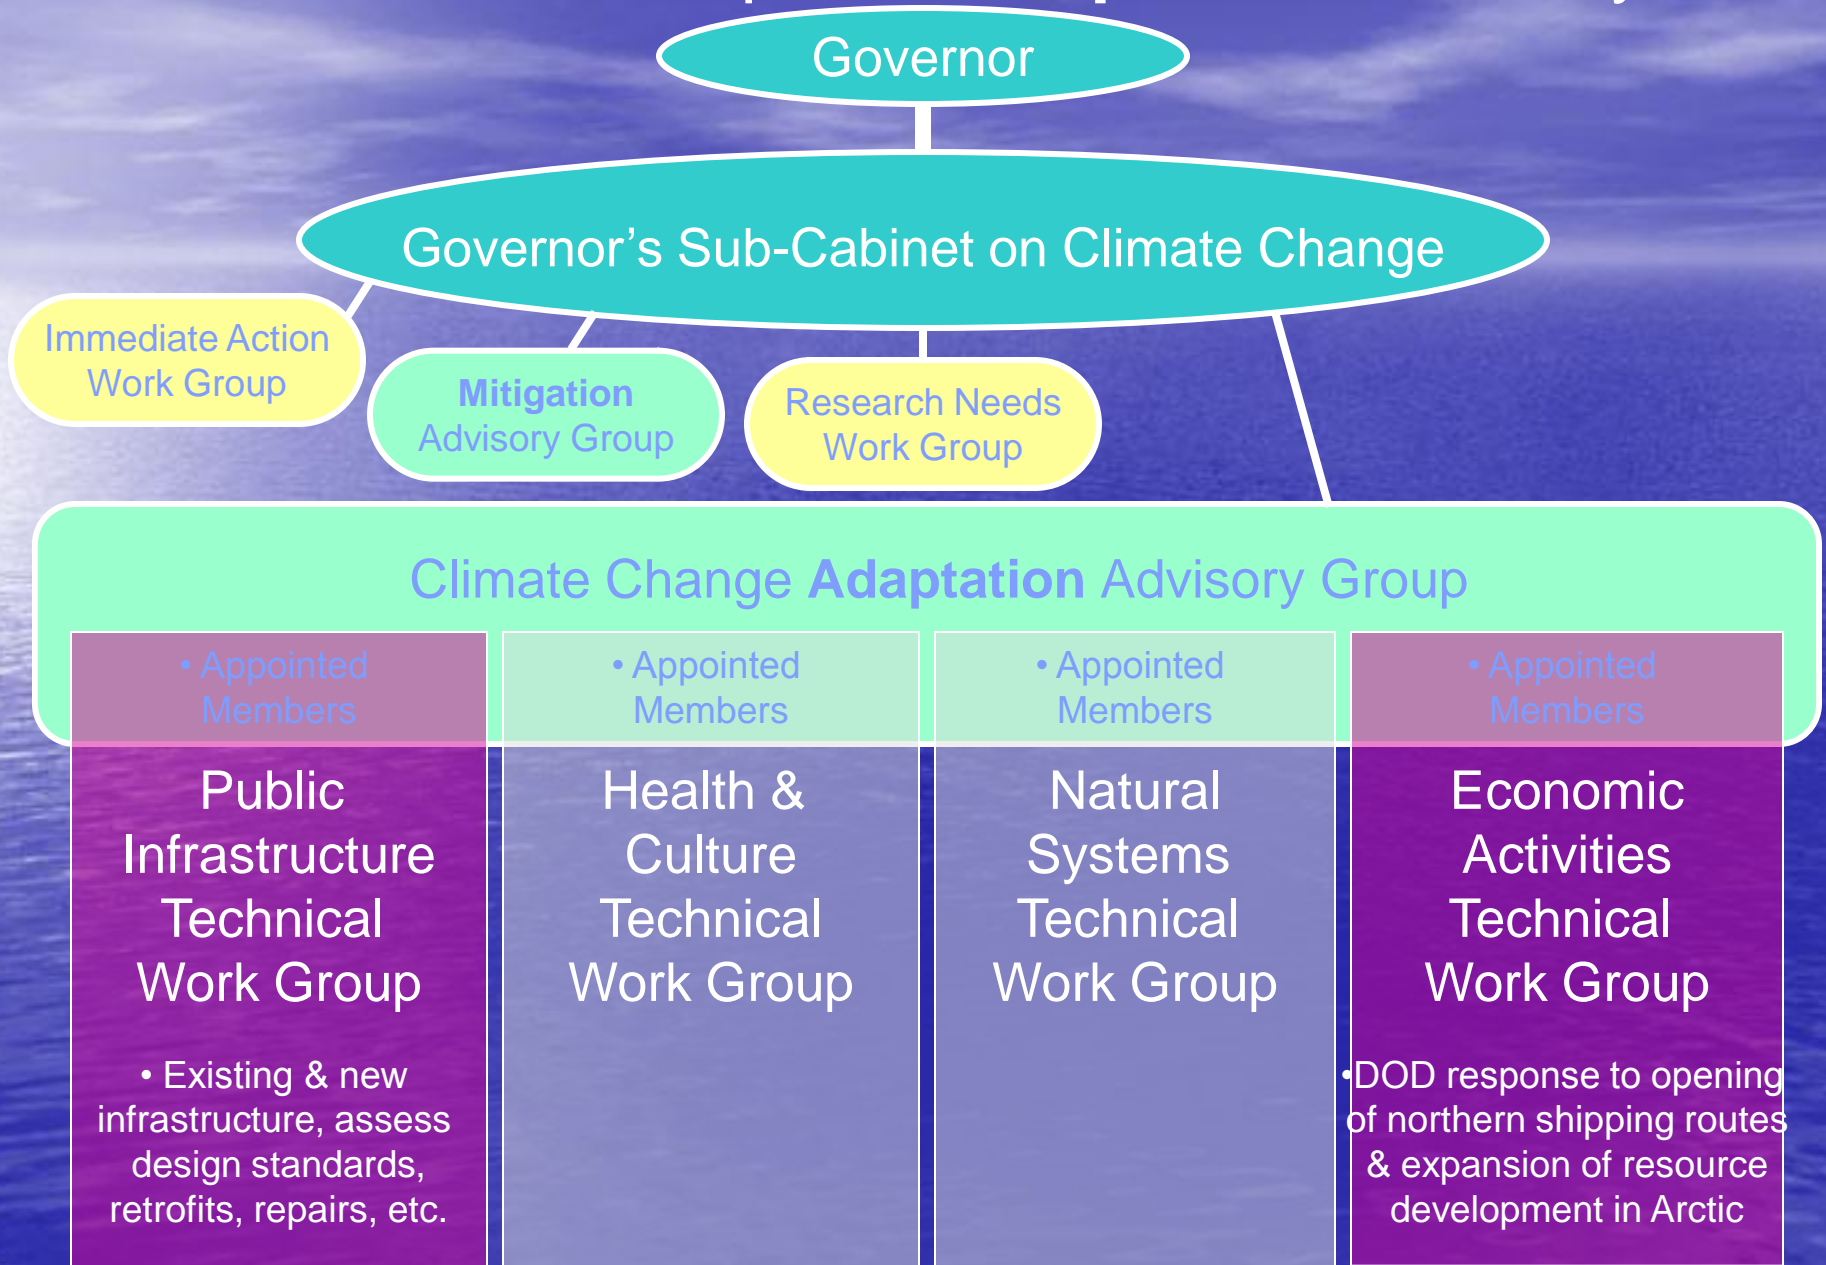 Governor
Governor’s Sub-Cabinet on Climate Change
Immediate Action
Work Group
Mitigation
Advisory Group
Research Needs
Work Group
Climate Change Adaptation Advisory Group
• Appointed
Members
Public
Infrastructure
Technical
Work Group
• Existing & new
infrastructure, assess
design standards,
retrofits, repairs, etc.
• Appointed
Members
Health &
Culture
Technical
Work Group
• Appointed
Members
Natural
Systems
Technical
Work Group
• Appointed
Members
Economic
Activities
Technical
Work Group
•DOD response to opening
of northern shipping routes
& expansion of resource
development in Arctic